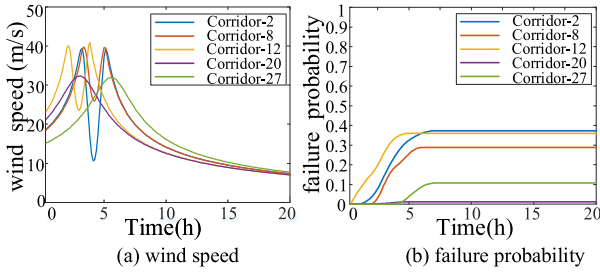 50
40
30
20
10
0
wind speed (m/s)
Corridor-2
Corridor-8
Corridor-12
Corridor-20
Corridor-27
0 5 10 15 20
Time(h)
(a) wind speed
1
0.9
0.8
0.7
0.6
0.5
0.4
0.3
0.2
0.1
0
failure probability
Corridor-2
Corridor-8
Corridor-12
Corridor-20
Corridor-27
0 5 10 15 20
Time(h)
(b) failure probability